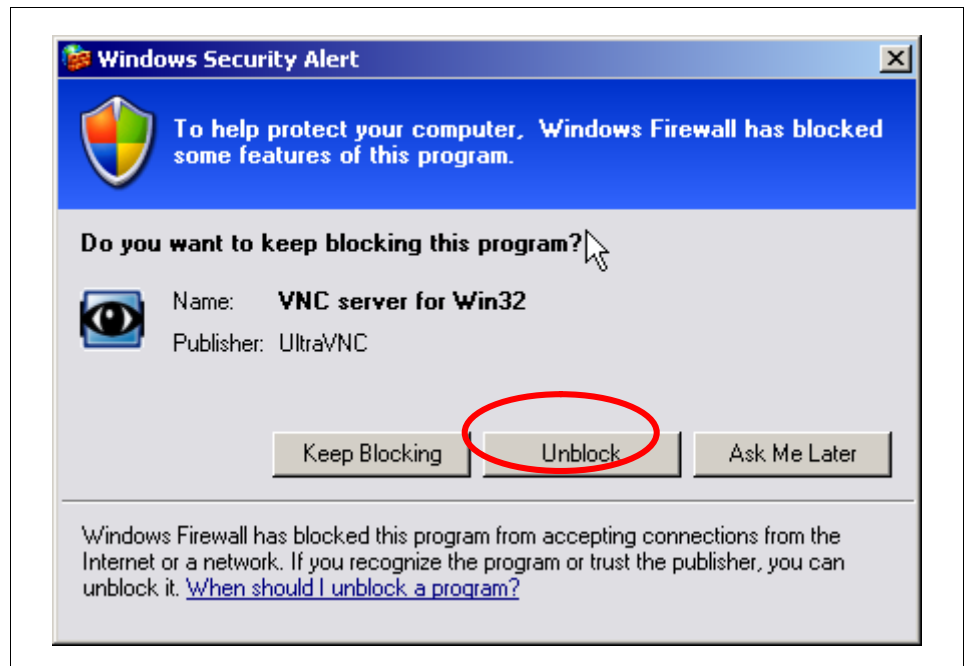 Windows Security Alert
To help protect your computer, Windows Firewall has blocked
some features of this program.
Do you want to keep blocking this program?
Name: VNC server for Win32
Publisher: UltraVNC
Keep Blocking Unblock Ask Me Later
Windows Firewall has blocked this program from accepting connections from the
Internet or a network. If you recognize the program or trust the publisher, you can
unblock it. When should I unblock a program?